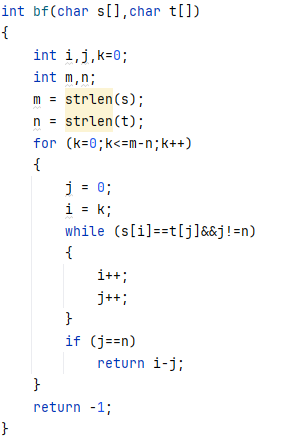 int bf(char s[],char t[])
{
    int i,j,k=0;
    int m,n;
    m = strlen(s);
    n = strlen(t);
    for (k=0;k<=m-n;k++)
    {
        j = 0;
        i = k;
        while (s[i]==t[j]&&j!=n)
        {
            i++;
            j++;
        }
        if (j==n)
            return i-j;
    }
    return -1;
}